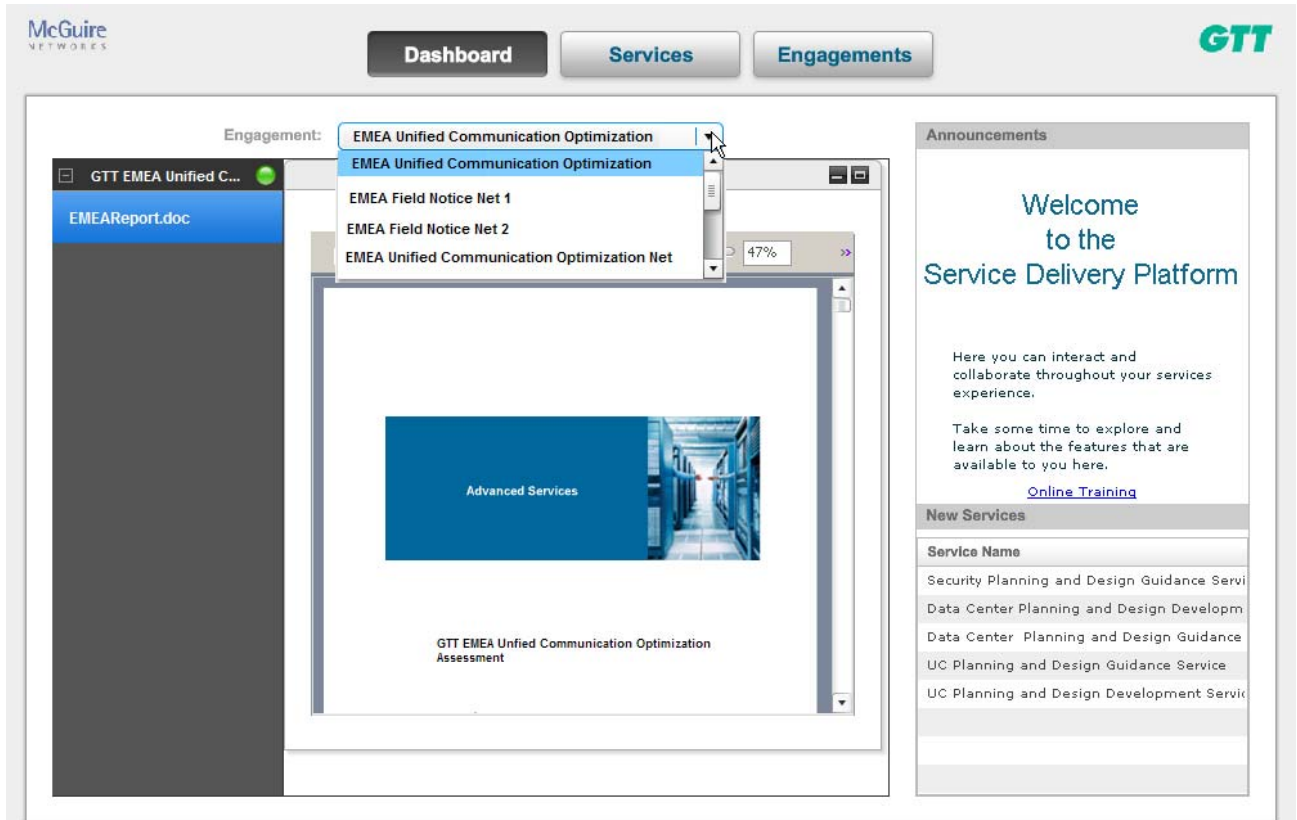 McGuire
NETWORKS
Dashboard
Services
Engagements
GTT
Engagement:
EMEA Unified Communication Optimization
EMEA Unified Communication Optimization
EMEA Field Notice Net 1
EMEA Field Notice Net 2
EMEA Unified Communication Optimization Net
GTT EMEA Unified C...
EMEAReport.doc
47%
»
Advanced Services
GTT EMEA Unfied Communication Optimization
Assessment
Announcements
Welcome
to the
Service Delivery Platform
Here you can interact and
collaborate throughout your services
experience.
Take some time to explore and
learn about the features that are
available to you here.
Online Training
New Services
Service Name
Security Planning and Design Guidance Servi
Data Center Planning and Design Developm
Data Center Planning and Design Guidance
UC Planning and Design Guidance Service
UC Planning and Design Development Servic